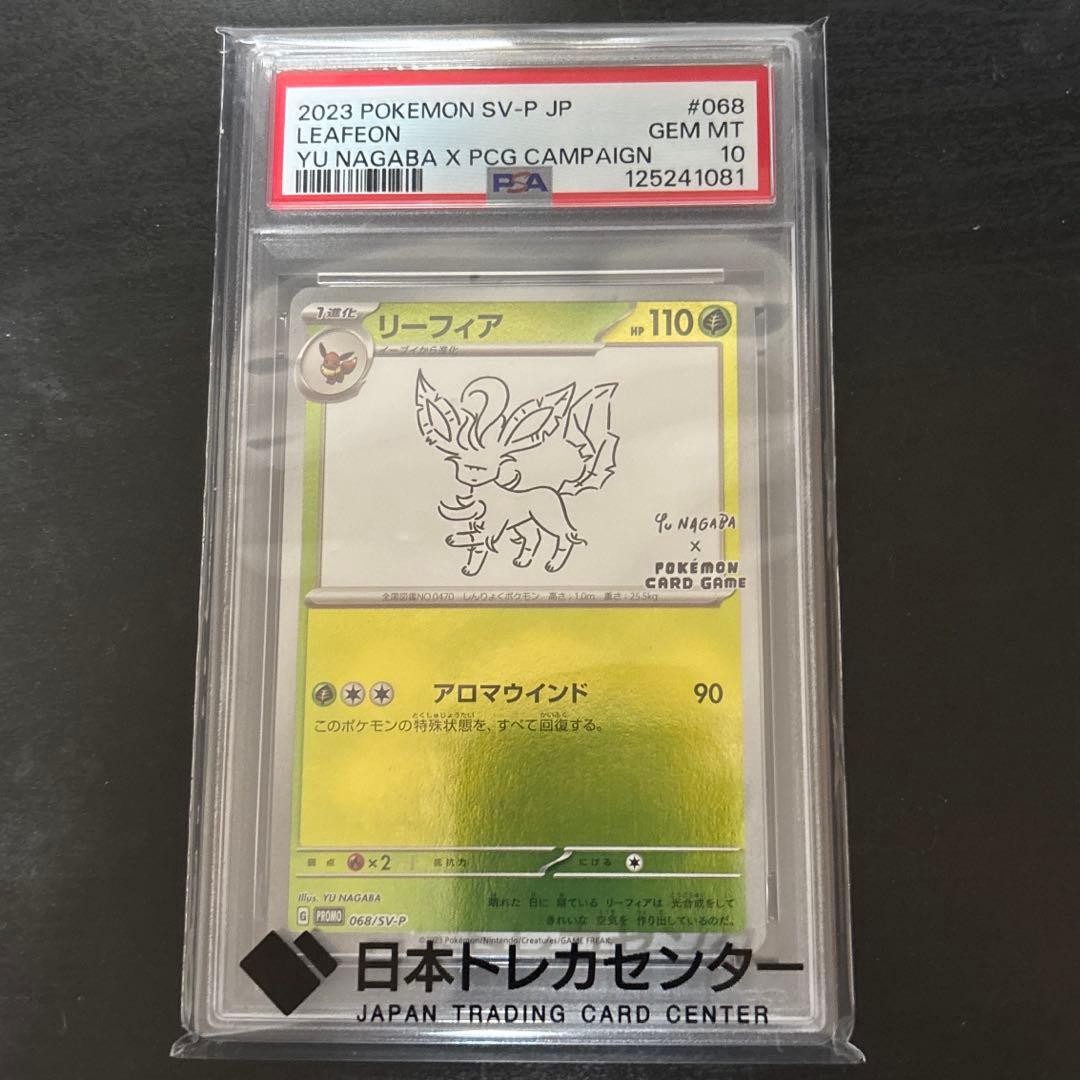 2023 POKEMON SV-P JP #068
LEAFEON GEM MT
YU NAGABA X PCG CAMPAIGN 10
PSA 125241081
1進化 リーフィア HP 110
イーブイから進化
Yu NAGABA
×
POKÉMON
CARD GAME
全国図鑑NO.0470 しんりょくポケモン 高さ:1.0m 重さ:25.5kg
アロマウインド 90
このポケモンの特殊状態を、すべて回復する。
弱点 ×2 抵抗力 にげる
Illus. YU NAGABA
晴れた 日に 寝ている リーフィアは 光合成をして
G PROMO 068/SV-P きれいな 空気を 作り出しているのだ。
©2023 Pokémon/Nintendo/Creatures/GAME FREAK.
日本トレカセンター
JAPAN TRADING CARD CENTER